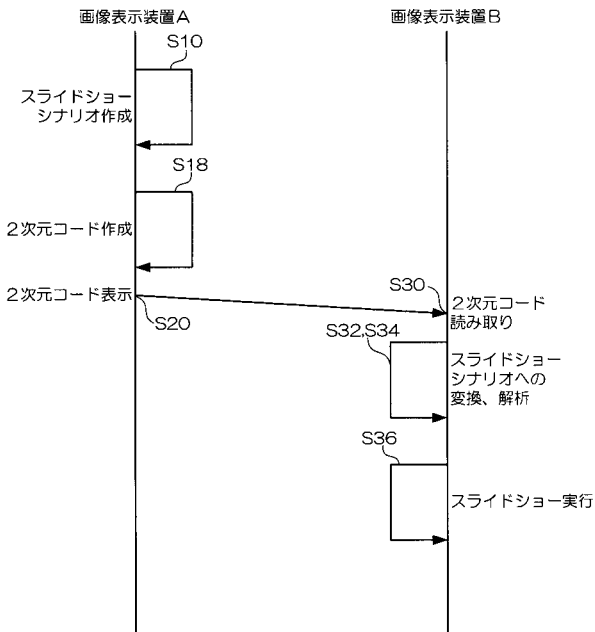 画像表示装置A
画像表示装置B
S10
スライドショー
シナリオ作成
S18
2次元コード作成
2次元コード表示
S20
S30
2次元コード
読み取り
S32,S34
スライドショー
シナリオへの
変換、解析
S36
スライドショー実行